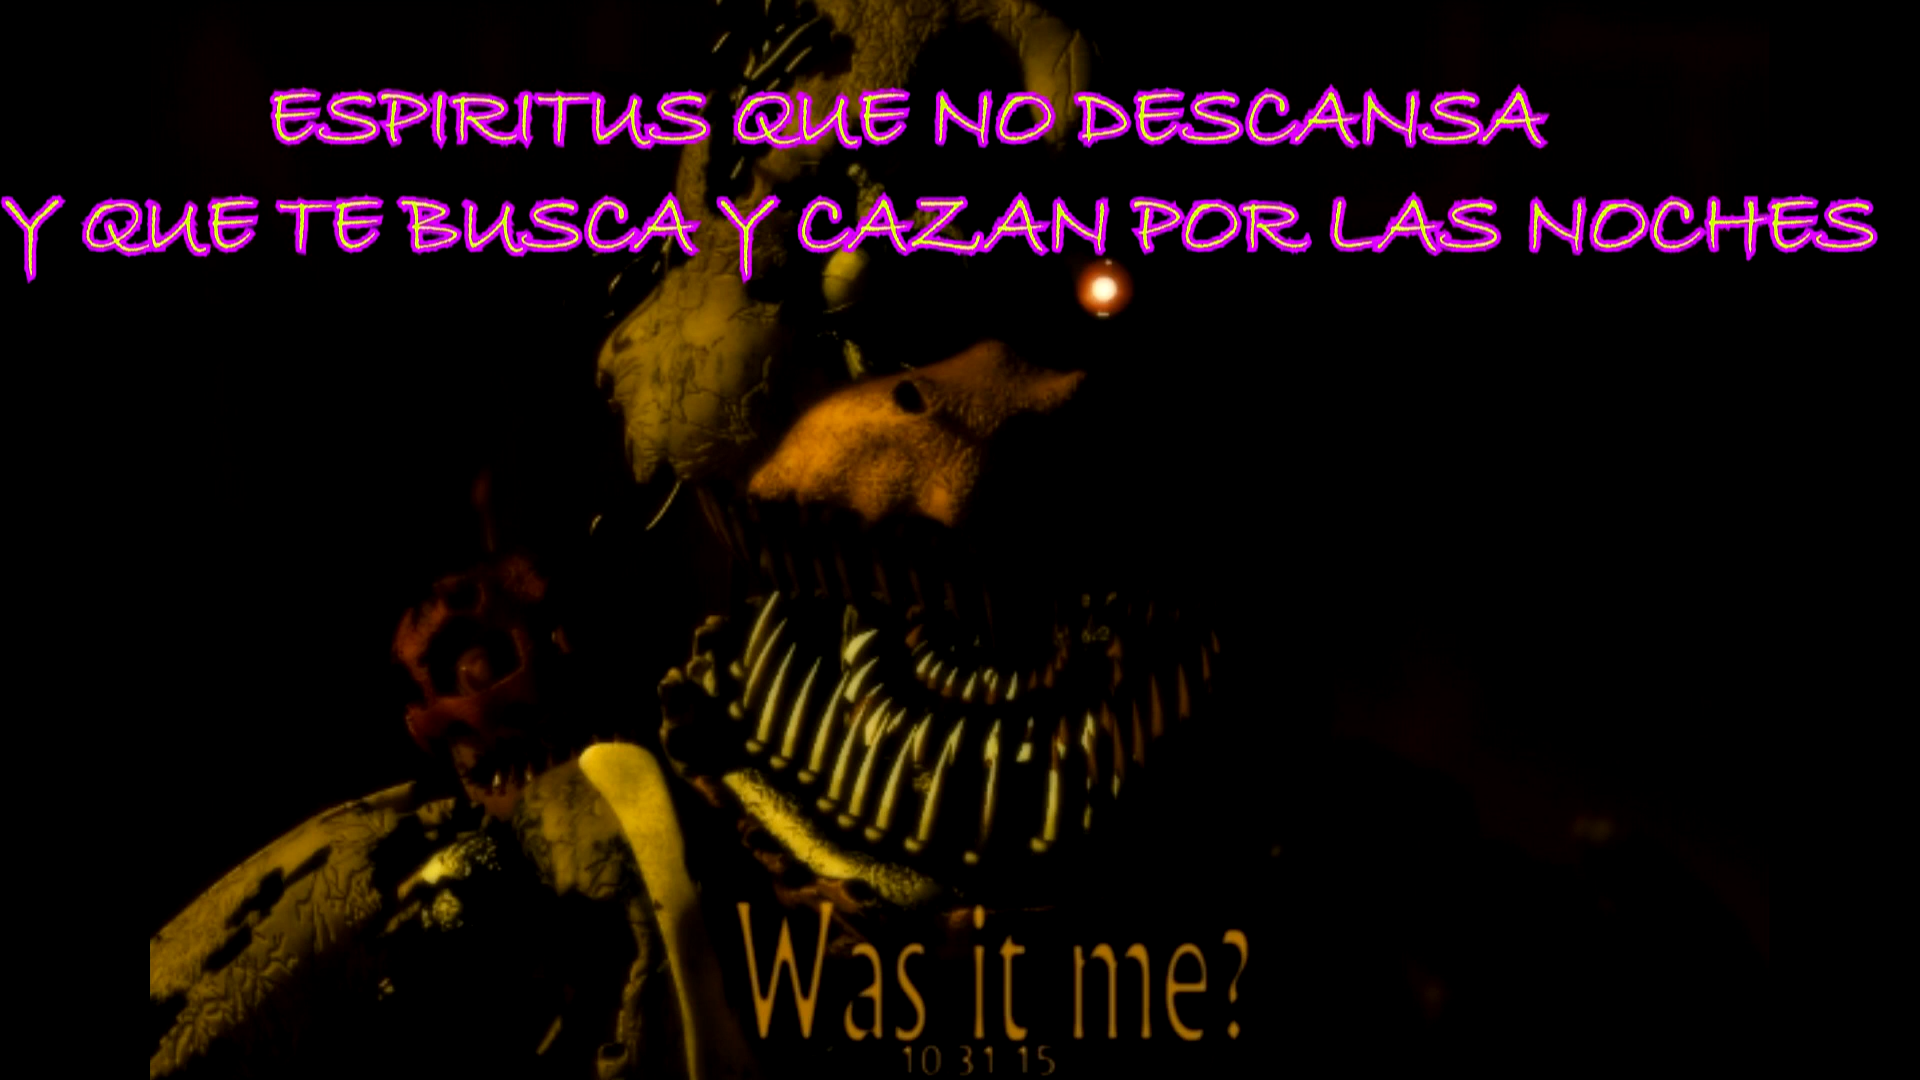 ESPIRITUS QUE NO DESCANSA
Y QUE TE BUSCA Y CAZAN POR LAS NOCHES
Was it me?
10 31 15